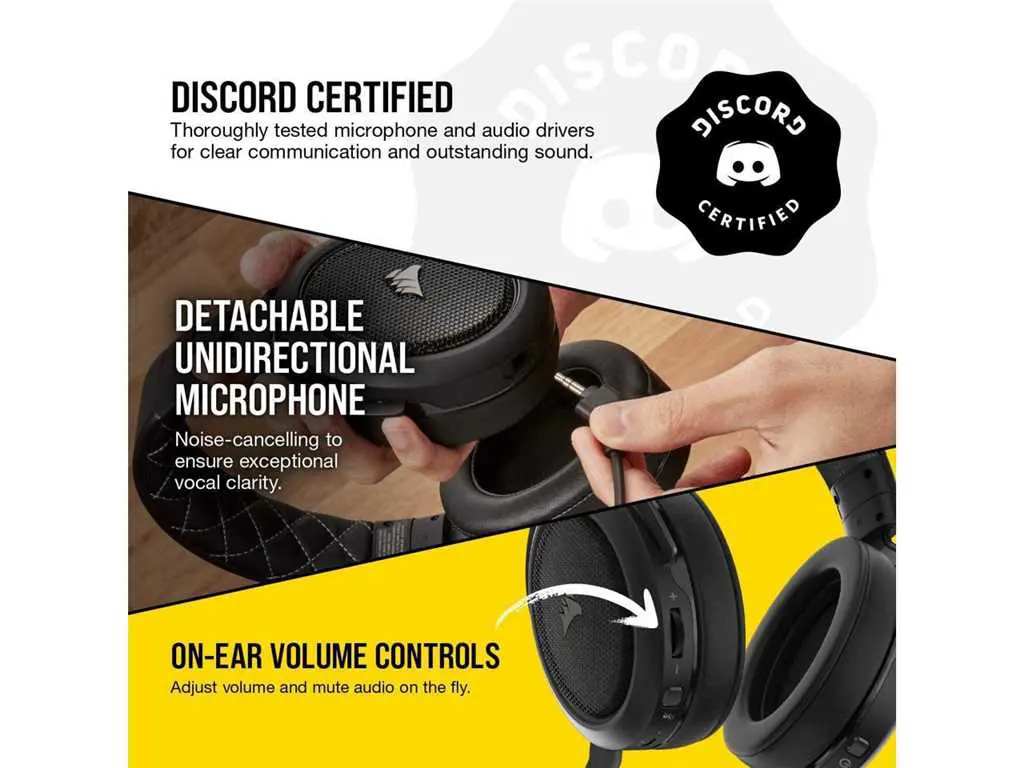 DISCORD CERTIFIED
Thoroughly tested microphone and audio drivers
for clear communication and outstanding sound.
DISCORD
CERTIFIED
DISCORD
DETACHABLE
UNIDIRECTIONAL
MICROPHONE
Noise-cancelling to
ensure exceptional
vocal clarity.
ON-EAR VOLUME CONTROLS
Adjust volume and mute audio on the fly.
+
-